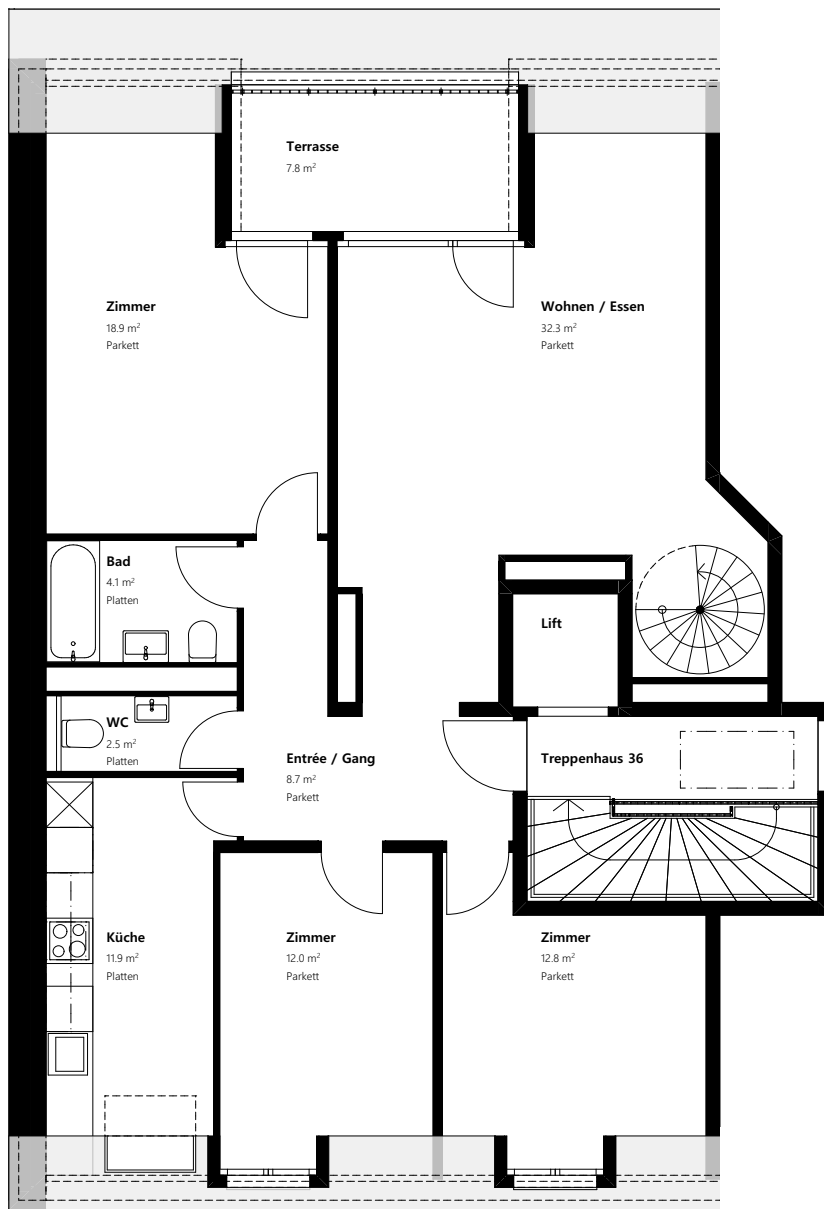 Terrasse
7.8 m²
Zimmer
18.9 m²
Parkett
Wohnen / Essen
32.3 m²
Parkett
Bad
4.1 m²
Platten
Lift
WC
2.5 m²
Platten
Entrée / Gang
8.7 m²
Parkett
Treppenhaus 36
Küche
11.9 m²
Platten
Zimmer
12.0 m²
Parkett
Zimmer
12.8 m²
Parkett